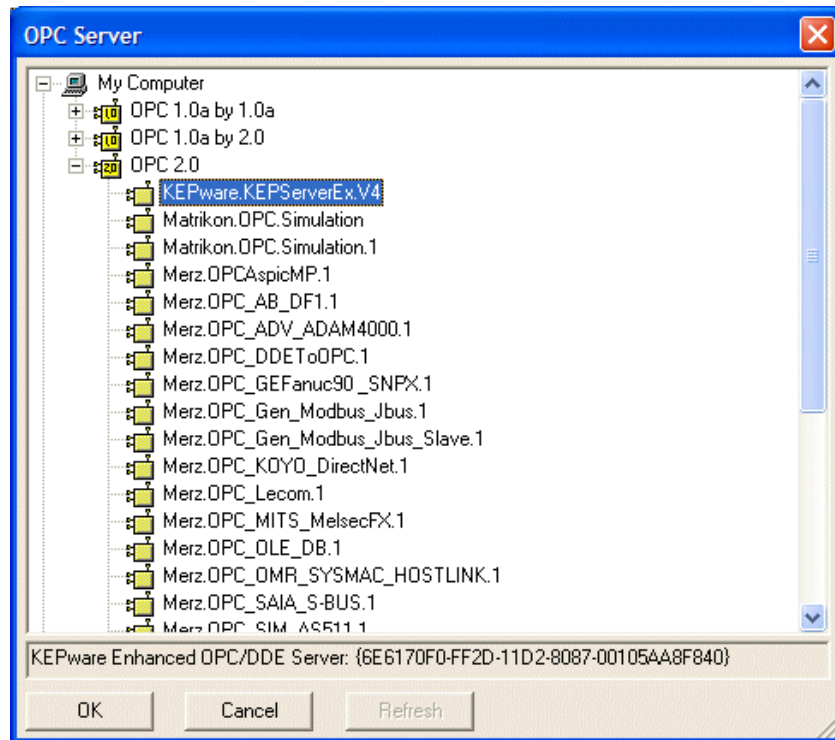 OPC Server
My Computer
OPC 1.0a by 1.0a
OPC 1.0a by 2.0
OPC 2.0
KEPware.KEPServerEx.V4
Matrikon.OPC.Simulation
Matrikon.OPC.Simulation.1
Merz.OPCAspicMP.1
Merz.OPC_AB_DF1.1
Merz.OPC_ADV_ADAM4000.1
Merz.OPC_DDEToOPC.1
Merz.OPC_GEFanuc90_SNPX.1
Merz.OPC_Gen_Modbus_Jbus.1
Merz.OPC_Gen_Modbus_Jbus_Slave.1
Merz.OPC_KOYO_DirectNet.1
Merz.OPC_Lecom.1
Merz.OPC_MITS_MelsecFX.1
Merz.OPC_OLE_DB.1
Merz.OPC_OMR_SYSMAC_HOSTLINK.1
Merz.OPC_SAIA_S-BUS.1
Merz.OPC_SIM_AS511.1
KEPware Enhanced OPC/DDE Server: {6E6170F0-FF2D-11D2-8087-00105AA8F840}
OK Cancel Refresh